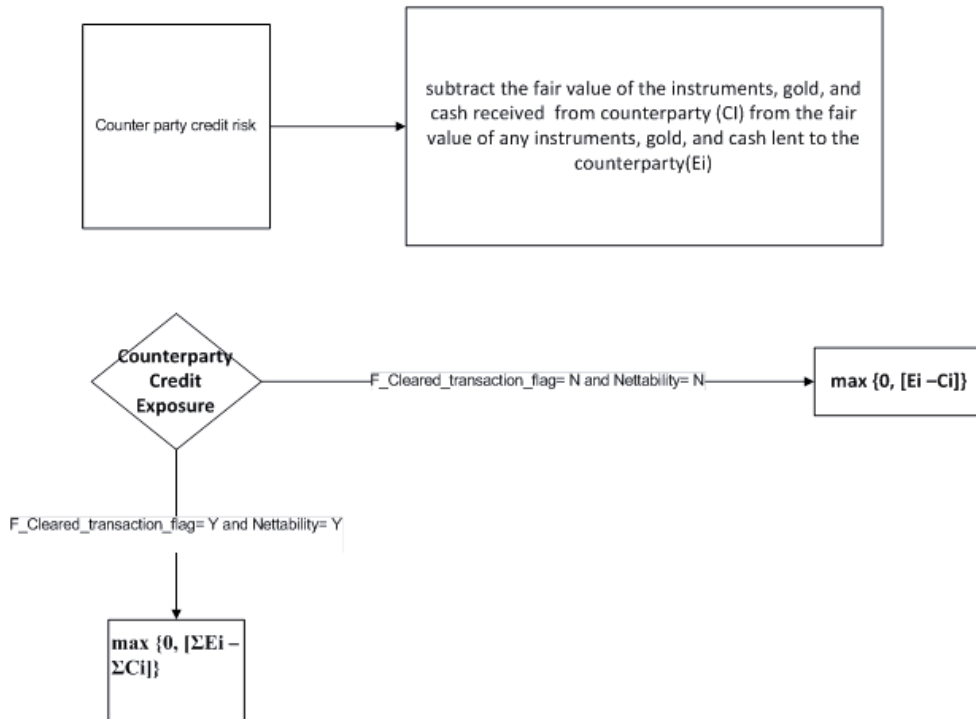 Counter party credit risk
subtract the fair value of the instruments, gold, and
cash received  from counterparty (CI) from the fair
value of any instruments, gold, and cash lent to the
counterparty(Ei)
Counterparty
Credit
Exposure
F_Cleared_transaction_flag= N and Nettability= N
max {0, [Ei –Ci]}
F_Cleared_transaction_flag= Y and Nettability= Y
max {0, [ΣEi –
ΣCi]}